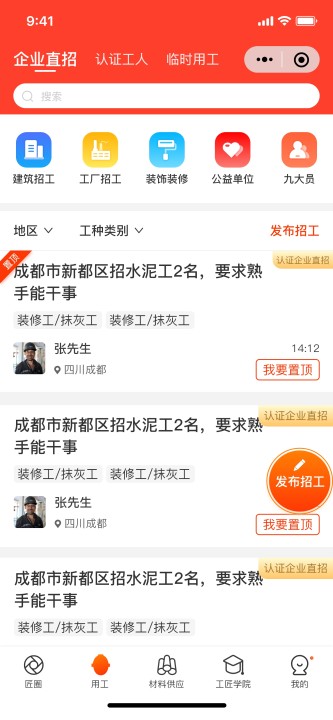 9:41
企业直招 认证工人 临时用工
搜索
建筑招工 工厂招工 装饰装修 公益单位 九大员
地区 工种类别 发布招工
置顶
认证企业直招
成都市新都区招水泥工2名，要求熟
手能干事
装修工/抹灰工 装修工/抹灰工
张先生 14:12
四川成都 我要置顶
认证企业直招
成都市新都区招水泥工2名，要求熟
手能干事
装修工/抹灰工 装修工/抹灰工
发布招工
张先生
四川成都 我要置顶
认证企业直招
成都市新都区招水泥工2名，要求熟
手能干事
装修工/抹灰工 装修工/抹灰工
匠圈 用工 材料供应 工匠学院 我的